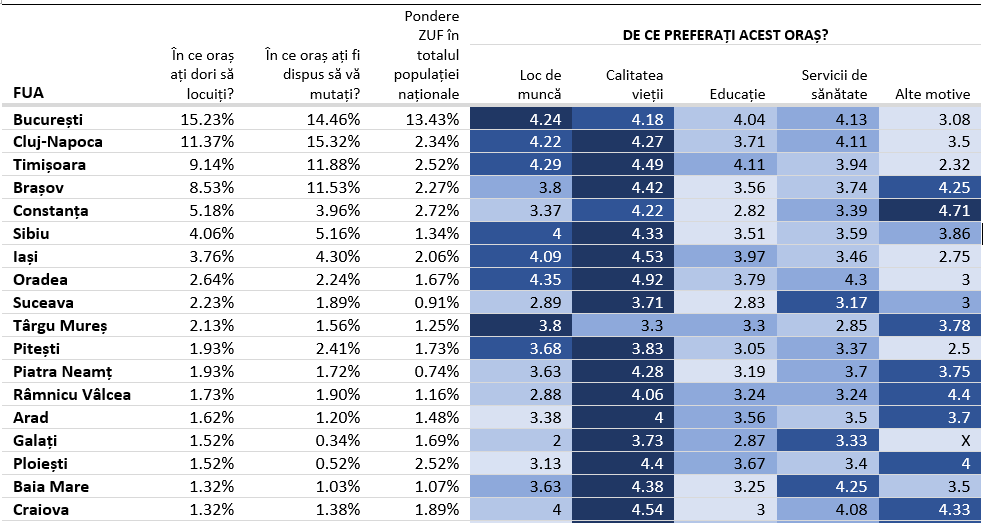 DE CE PREFERAȚI ACEST ORAȘ?
FUA În ce oraș ați dori să locuiți? În ce oraș ați fi dispus să vă mutați? Pondere ZUF în totalul populației naționale Loc de muncă Calitatea vieții Educație Servicii de sănătate Alte motive
București 15.23% 14.46% 13.43% 4.24 4.18 4.04 4.13 3.08
Cluj-Napoca 11.37% 15.32% 2.34% 4.22 4.27 3.71 4.11 3.5
Timișoara 9.14% 11.88% 2.52% 4.29 4.49 4.11 3.94 2.32
Brașov 8.53% 11.53% 2.27% 3.8 4.42 3.56 3.74 4.25
Constanța 5.18% 3.96% 2.72% 3.37 4.22 2.82 3.39 4.71
Sibiu 4.06% 5.16% 1.34% 4 4.33 3.51 3.59 3.86
Iași 3.76% 4.30% 2.06% 4.09 4.53 3.97 3.46 2.75
Oradea 2.64% 2.24% 1.67% 4.35 4.92 3.79 4.3 3
Suceava 2.23% 1.89% 0.91% 2.89 3.71 2.83 3.17 3
Târgu Mureș 2.13% 1.56% 1.25% 3.8 3.3 3.3 2.85 3.78
Pitești 1.93% 2.41% 1.73% 3.68 3.83 3.05 3.37 2.5
Piatra Neamț 1.93% 1.72% 0.74% 3.63 4.28 3.19 3.7 3.75
Râmnicu Vâlcea 1.73% 1.90% 1.16% 2.88 4.06 3.24 3.24 4.4
Arad 1.62% 1.20% 1.48% 3.38 4 3.56 3.5 3.7
Galați 1.52% 0.34% 1.69% 2 3.73 2.87 3.33 X
Ploiești 1.52% 0.52% 2.52% 3.13 4.4 3.67 3.4 4
Baia Mare 1.32% 1.03% 1.07% 3.63 4.38 3.25 4.25 3.5
Craiova 1.32% 1.38% 1.89% 4 4.54 3 4.08 4.33